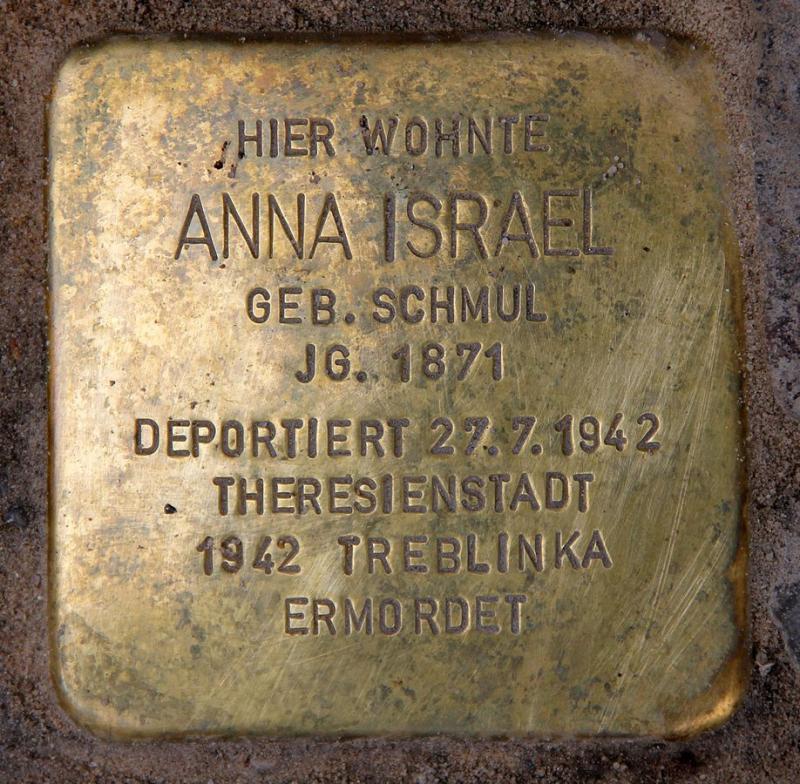 HIER WOHNTE
ANNA ISRAEL
GEB. SCHMUL
JG. 1871
DEPORTIERT 27.7.1942
THERESIENSTADT
1942 TREBLINKA
ERMORDET